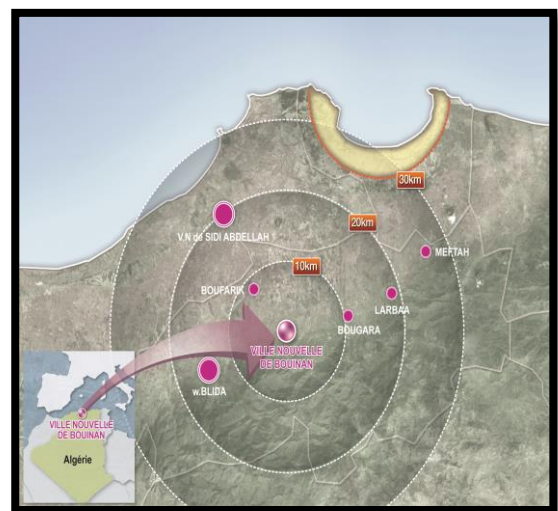 30km
20km
V.N de SIDI ABDELLAH
MEFTAH
10km
BOUFARIK
LARBAA
BOUGARA
VILLE NOUVELLE
DE BOUINAN
w.BLIDA
VILLE NOUVELLE
DE BOUINAN
Algérie